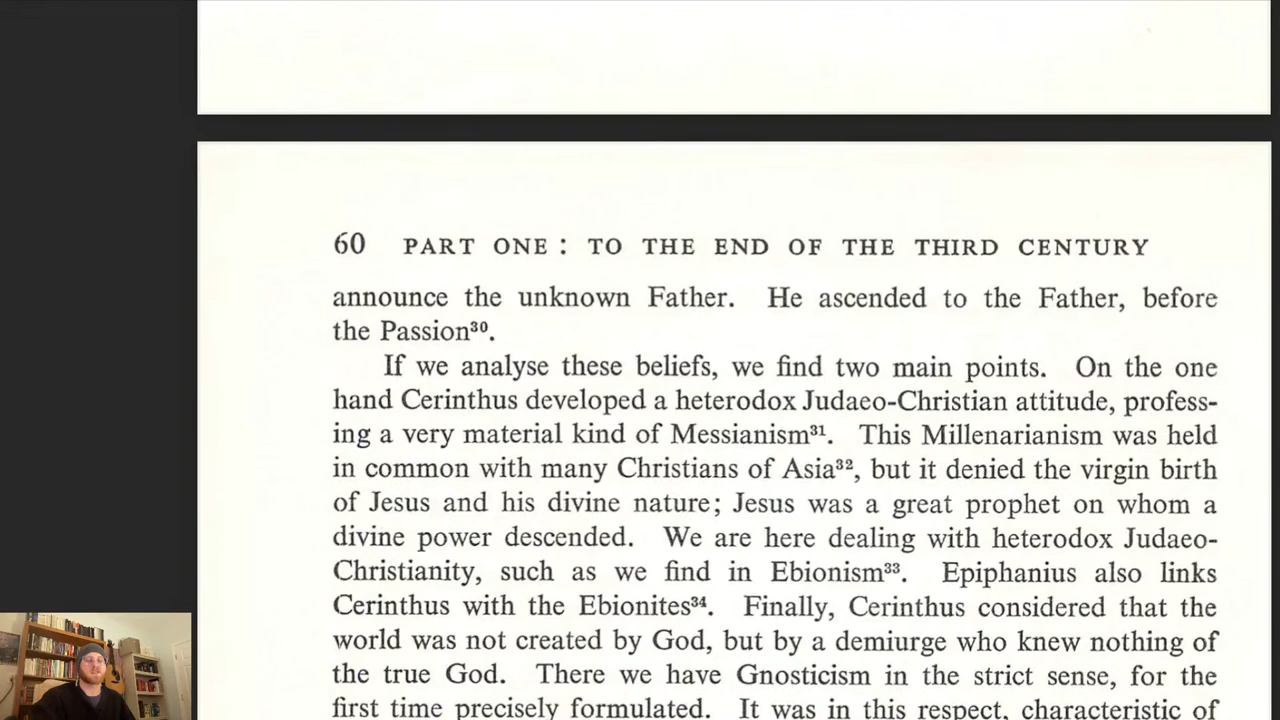 60 PART ONE : TO THE END OF THE THIRD CENTURY
announce the unknown Father. He ascended to the Father, before
the Passion³⁰.
If we analyse these beliefs, we find two main points. On the one
hand Cerinthus developed a heterodox Judaeo-Christian attitude, profess-
ing a very material kind of Messianism³¹. This Millenarianism was held
in common with many Christians of Asia³², but it denied the virgin birth
of Jesus and his divine nature; Jesus was a great prophet on whom a
divine power descended. We are here dealing with heterodox Judaeo-
Christianity, such as we find in Ebionism³³. Epiphanius also links
Cerinthus with the Ebionites³⁴. Finally, Cerinthus considered that the
world was not created by God, but by a demiurge who knew nothing of
the true God. There we have Gnosticism in the strict sense, for the
first time precisely formulated. It was in this respect, characteristic of